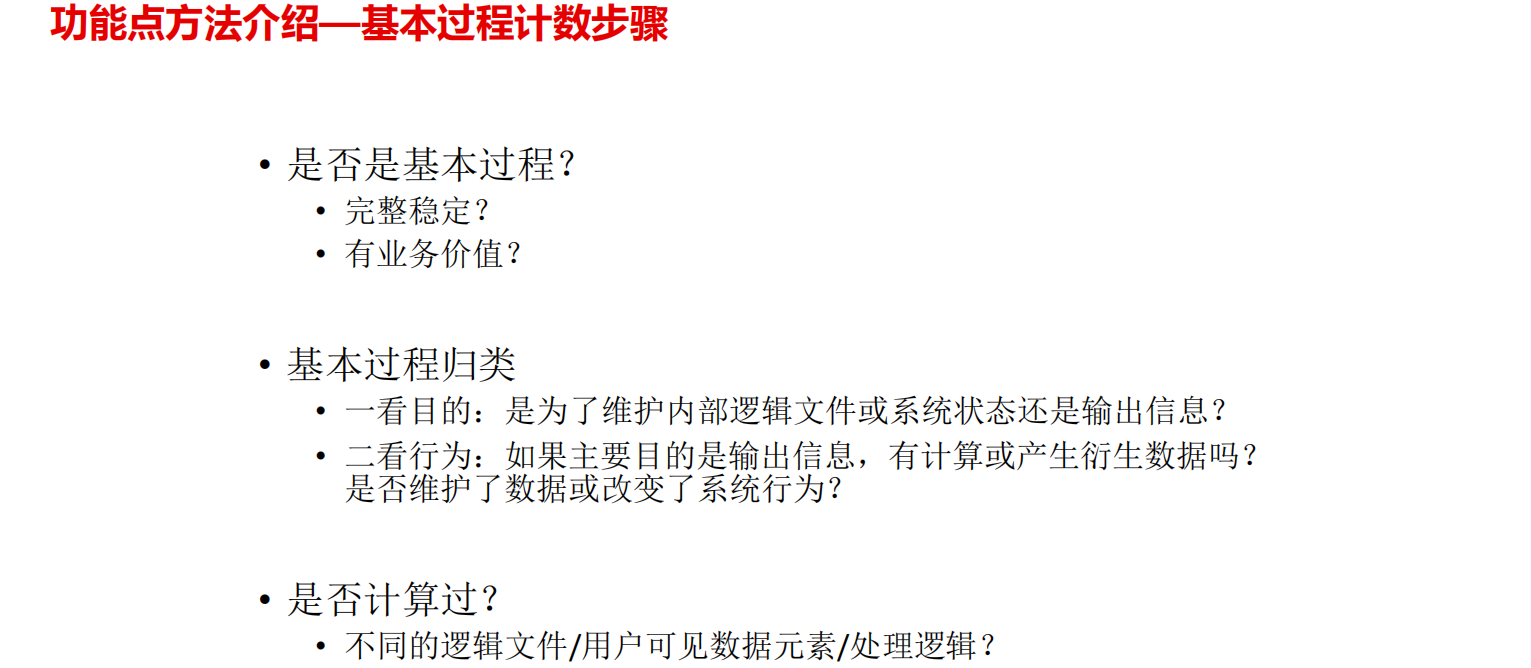 功能点方法介绍—基本过程计数步骤
• 是否是基本过程？
• 完整稳定？
• 有业务价值？
• 基本过程归类
• 一看目的：是为了维护内部逻辑文件或系统状态还是输出信息？
• 二看行为：如果主要目的是输出信息，有计算或产生衍生数据吗？
是否维护了数据或改变了系统行为？
• 是否计算过？
• 不同的逻辑文件/用户可见数据元素/处理逻辑？